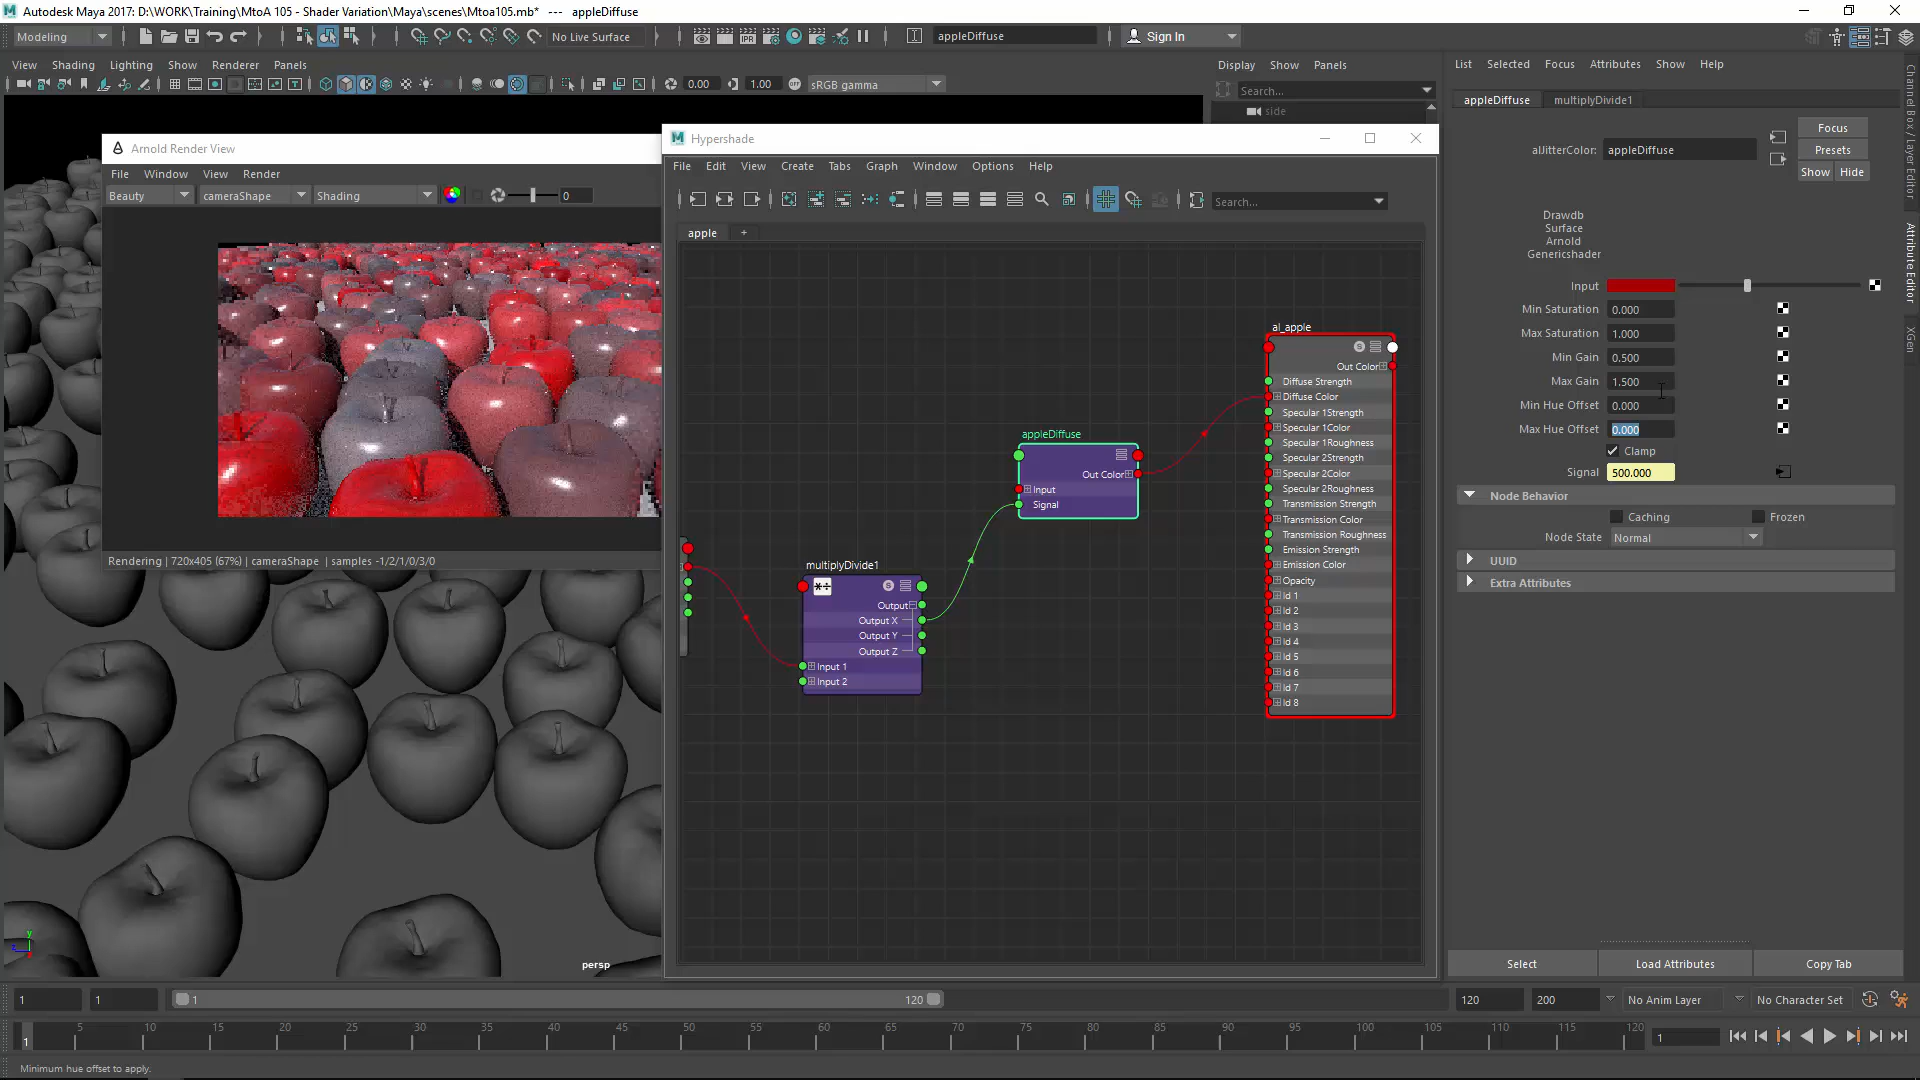 Autodesk Maya 2017: D:\WORK\Training\MtoA 105 - Shader Variation\Maya\scenes\Mtoa105.mb*   ---   appleDiffuse
Modeling
No Live Surface
appleDiffuse
Sign In
View Shading Lighting Show Renderer Panels
0.00
1.00
sRGB gamma
Display Show Panels
Search...
side
Arnold Render View
File Window View Render
Beauty
cameraShape
Shading
0
Rendering | 720x405 (67%) | cameraShape | samples -1/2/1/0/3/0
persp
y
z
Hypershade
File Edit View Create Tabs Graph Window Options Help
Search...
apple +
multiplyDivide1
Output
Output X
Output Y
Output Z
Input 1
Input 2
appleDiffuse
Out Color
Input
Signal
al_apple
Out Color
Diffuse Strength
Diffuse Color
Specular 1Strength
Specular 1Color
Specular 1Roughness
Specular 2Strength
Specular 2Color
Specular 2Roughness
Transmission Strength
Transmission Color
Transmission Roughness
Emission Strength
Emission Color
Opacity
Id 1
Id 2
Id 3
Id 4
Id 5
Id 6
Id 7
Id 8
List Selected Focus Attributes Show Help
appleDiffuse multiplyDivide1
alJitterColor: appleDiffuse
Focus
Presets
Show Hide
Drawdb
Surface
Arnold
Genericshader
Input
Min Saturation 0.000
Max Saturation 1.000
Min Gain 0.500
Max Gain 1.500
Min Hue Offset 0.000
Max Hue Offset 0.000
Clamp
Signal 500.000
Node Behavior
Caching Frozen
Node State Normal
UUID
Extra Attributes
Select Load Attributes Copy Tab
Channel Box / Layer Editor
Attribute Editor
XGen
1 1 1 120 120 200 No Anim Layer No Character Set
1 5 10 15 20 25 30 35 40 45 50 55 60 65 70 75 80 85 90 95 100 105 110 115 120 1
Minimum hue offset to apply.